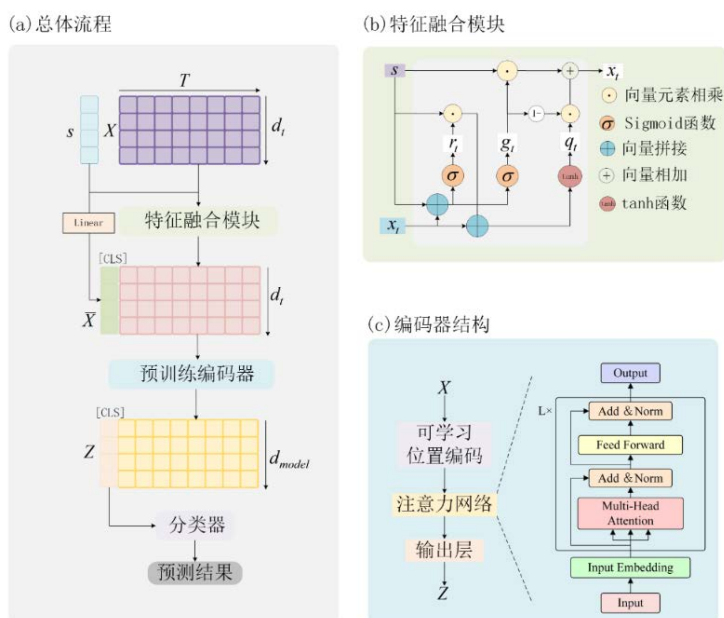 (a)总体流程
T
s
X
d_t
Linear
特征融合模块
[CLS]
X̄
d_t
预训练编码器
[CLS]
Z
d_model
分类器
预测结果
(b)特征融合模块
s
x_t
r_t
g_t
q_t
1-
σ
σ
tanh
x_t
向量元素相乘
σ Sigmoid函数
向量拼接
向量相加
tanh tanh函数
(c)编码器结构
X
可学习
位置编码
注意力网络
输出层
Z
Output
L×
Add & Norm
Feed Forward
Add & Norm
Multi-Head
Attention
Input Embedding
Input